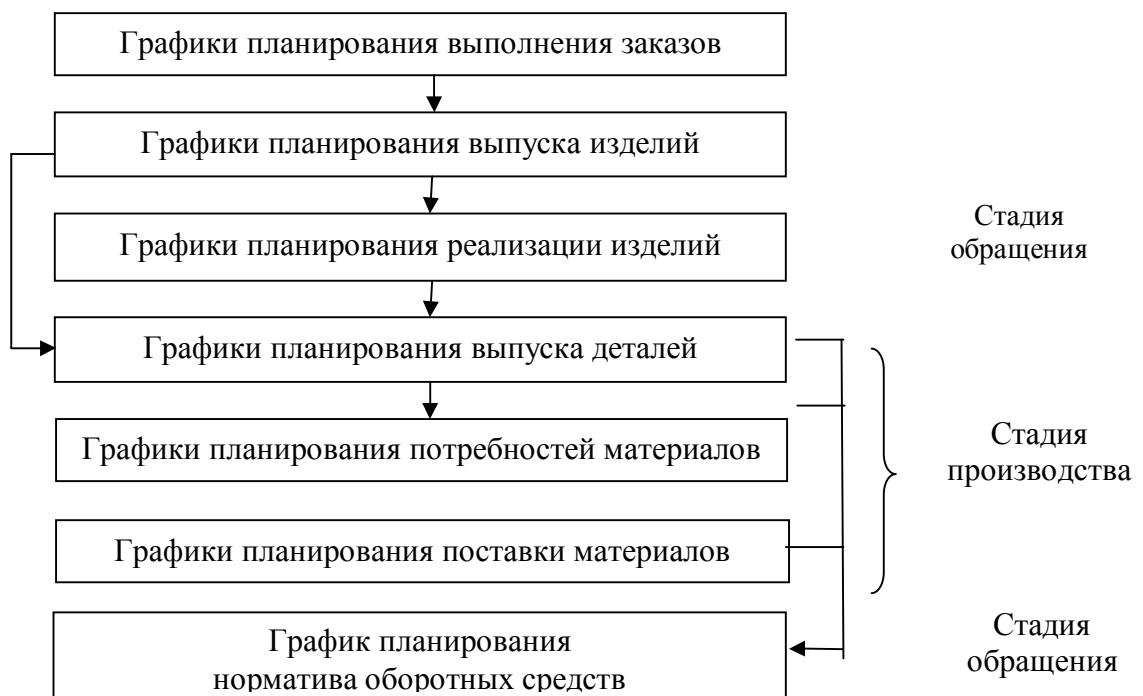 Графики планирования выполнения заказов
Графики планирования выпуска изделий
Графики планирования реализации изделий
Стадия
обращения
Графики планирования выпуска деталей
Графики планирования потребностей материалов
Стадия
производства
Графики планирования поставки материалов
График планирования
норматива оборотных средств
Стадия
обращения